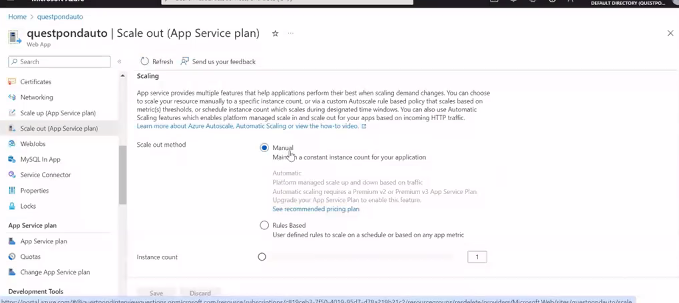 Microsoft Azure
DEFAULT DIRECTORY (QUESTPO...
Home > questpondauto
questpondauto | Scale out (App Service plan)
Web App
Search
Refresh
Send us your feedback
Certificates
Networking
Scale up (App Service plan)
Scale out (App Service plan)
WebJobs
MySQL In App
Service Connector
Properties
Locks
App Service plan
App Service plan
Quotas
Change App Service plan
Development Tools
Scaling
App service provides multiple features that help applications perform their best when scaling demand changes. You can choose
to scale your resource manually to a specific instance count, or via a custom Autoscale rule based policy that scales based on
metric(s) thresholds, or schedule instance count which scales during designated time windows. You can also use Automatic
Scaling features which enables platform managed scale in and scale out for your apps based on incoming HTTP traffic.
Learn more about Azure Autoscale, Automatic Scaling or view the how-to video.
Scale out method
Manual
Maintain a constant instance count for your application
Automatic
Platform managed scale up and down based on traffic
Automatic scaling requires a Premium v2 or Premium v3 App Service Plan
Upgrade your App Service Plan to enable this feature.
See recommended pricing plan
Rules Based
User defined rules to scale on a schedule or based on any app metric
Instance count
1
Save
Discard